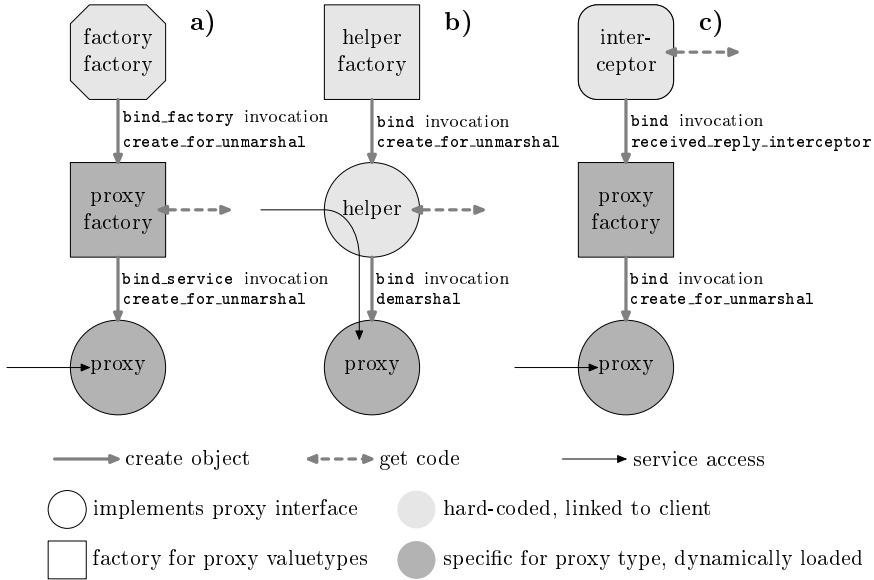 a)
factory
factory
bind_factory invocation
create_for_unmarshal
proxy
factory
bind_service invocation
create_for_unmarshal
proxy
b)
helper
factory
bind invocation
create_for_unmarshal
helper
bind invocation
demarshal
proxy
c)
inter-
ceptor
bind invocation
received_reply_interceptor
proxy
factory
bind invocation
create_for_unmarshal
proxy
create object
get code
service access
implements proxy interface
hard-coded, linked to client
factory for proxy valuetypes
specific for proxy type, dynamically loaded